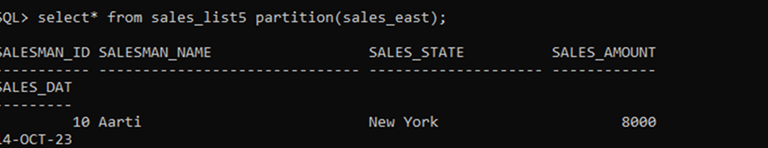 SQL> select* from sales_list5 partition(sales_east);
SALESMAN_ID SALESMAN_NAME SALES_STATE SALES_AMOUNT
----------- ------------------------------ -------------------- ------------
SALES_DAT
---------
10 Aarti New York 8000
14-OCT-23